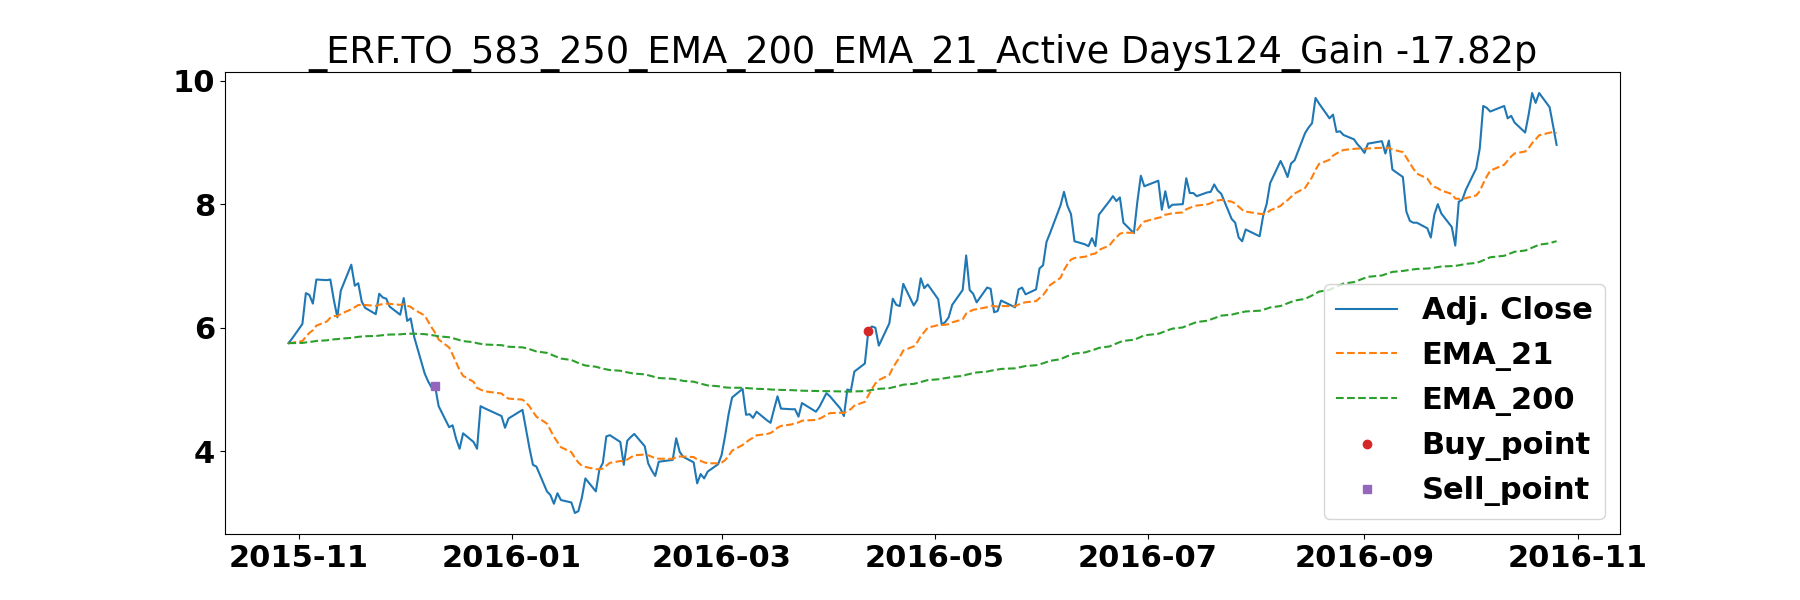 _ERF.TO_583_250_EMA_200_EMA_21_Active Days124_Gain -17.82p
10
8
6
4
Adj. Close
EMA_21
EMA_200
Buy_point
Sell_point
2015-11 2016-01 2016-03 2016-05 2016-07 2016-09 2016-11